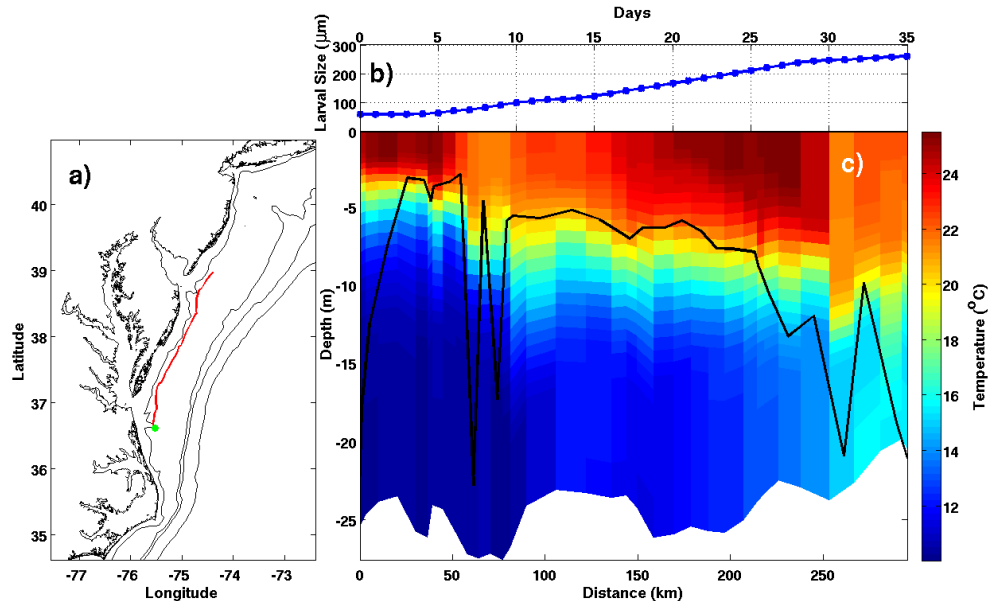 Days
0 5 10 15 20 25 30 35
Larval Size (μm)
300
200
100
b)
a)
40
39
38
37
36
35
Latitude
-77 -76 -75 -74 -73
Longitude
c)
0
-5
-10
-15
-20
-25
Depth (m)
0 50 100 150 200 250
Distance (km)
24
22
20
18
16
14
12
Temperature (°C)